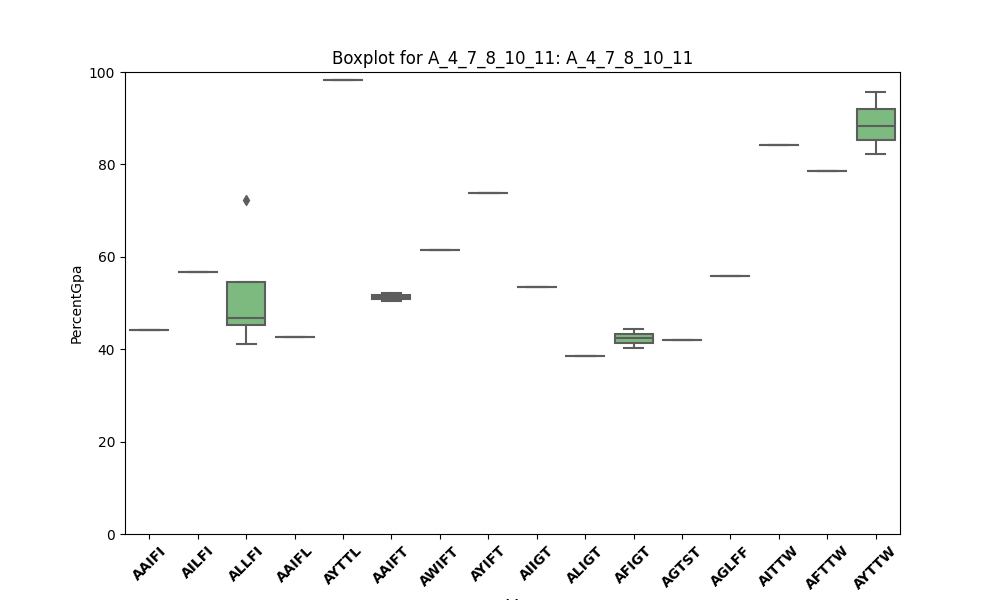 Boxplot for A_4_7_8_10_11: A_4_7_8_10_11
PercentGpa
100
80
60
40
20
0
AAIFI
AILFI
ALLFI
AAIFL
AYTTL
AAIFT
AWIFT
AYIFT
AIIGT
ALIGT
AFIGT
AGTST
AGLFF
AITTW
AFTTW
AYTTW